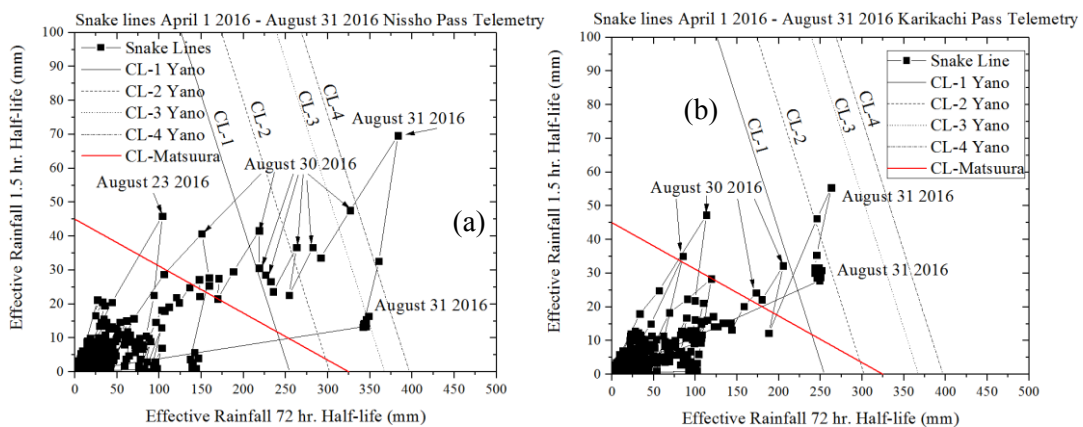 Snake lines April 1 2016 - August 31 2016 Nissho Pass Telemetry
Effective Rainfall 1.5 hr. Half-life (mm)
100
90
80
70
60
50
40
30
20
10
0
Snake Lines
CL-1 Yano
CL-2 Yano
CL-3 Yano
CL-4 Yano
CL-Matsuura
CL-1
CL-2
CL-3
CL-4
August 31 2016
August 30 2016
August 23 2016
(a)
August 31 2016
0 50 100 150 200 250 300 350 400 450 500
Effective Rainfall 72 hr. Half-life (mm)
Snake lines April 1 2016 - August 31 2016 Karikachi Pass Telemetry
Effective Rainfall 1.5 hr. Half-life (mm)
100
90
80
70
60
50
40
30
20
10
0
(b)
CL-1
CL-2
CL-3
CL-4
Snake Line
CL-1 Yano
CL-2 Yano
CL-3 Yano
CL-4 Yano
CL-Matsuura
August 30 2016
August 31 2016
August 31 2016
0 50 100 150 200 250 300 350 400 450 500
Effective Rainfall 72 hr. Half-life (mm)